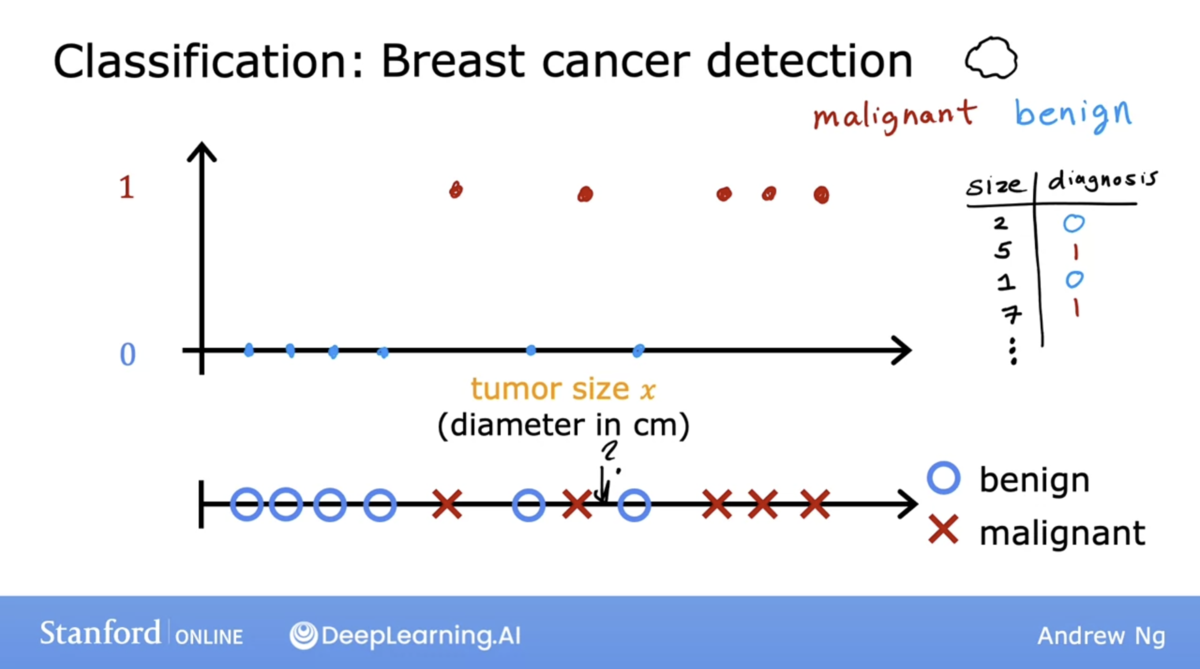 Classification: Breast cancer detection
malignant benign
1
size diagnosis
2 0
5 1
1 0
7 1
0
tumor size x
(diameter in cm)
?
benign
malignant
Stanford ONLINE
DeepLearning.AI
Andrew Ng